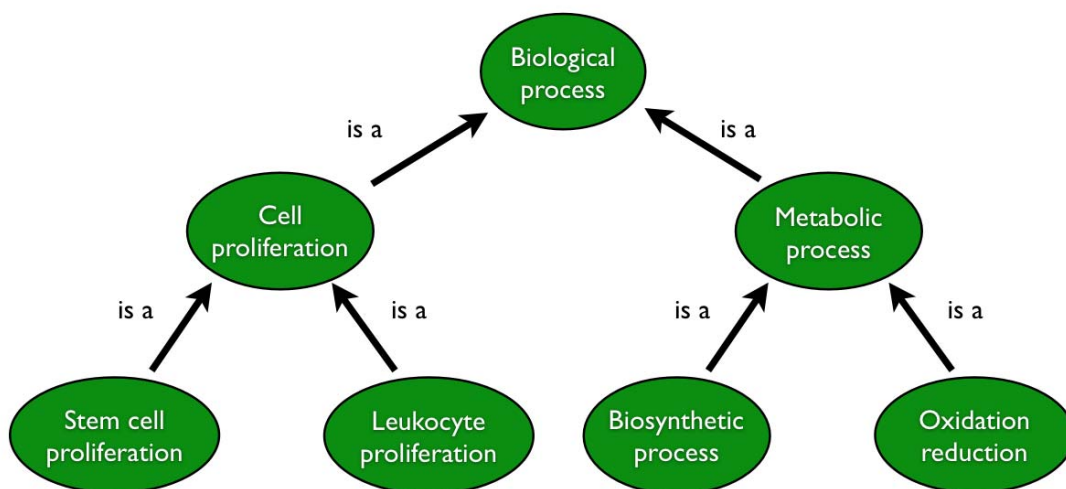 Biological
process
is a
is a
Cell
proliferation
Metabolic
process
is a
is a
is a
is a
Stem cell
proliferation
Leukocyte
proliferation
Biosynthetic
process
Oxidation
reduction